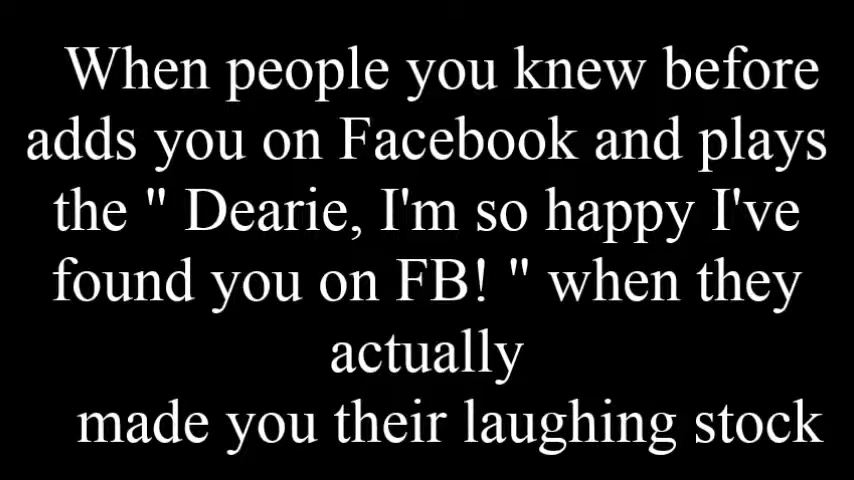 When people you knew before
adds you on Facebook and plays
the " Dearie, I'm so happy I've
found you on FB! " when they
actually
made you their laughing stock